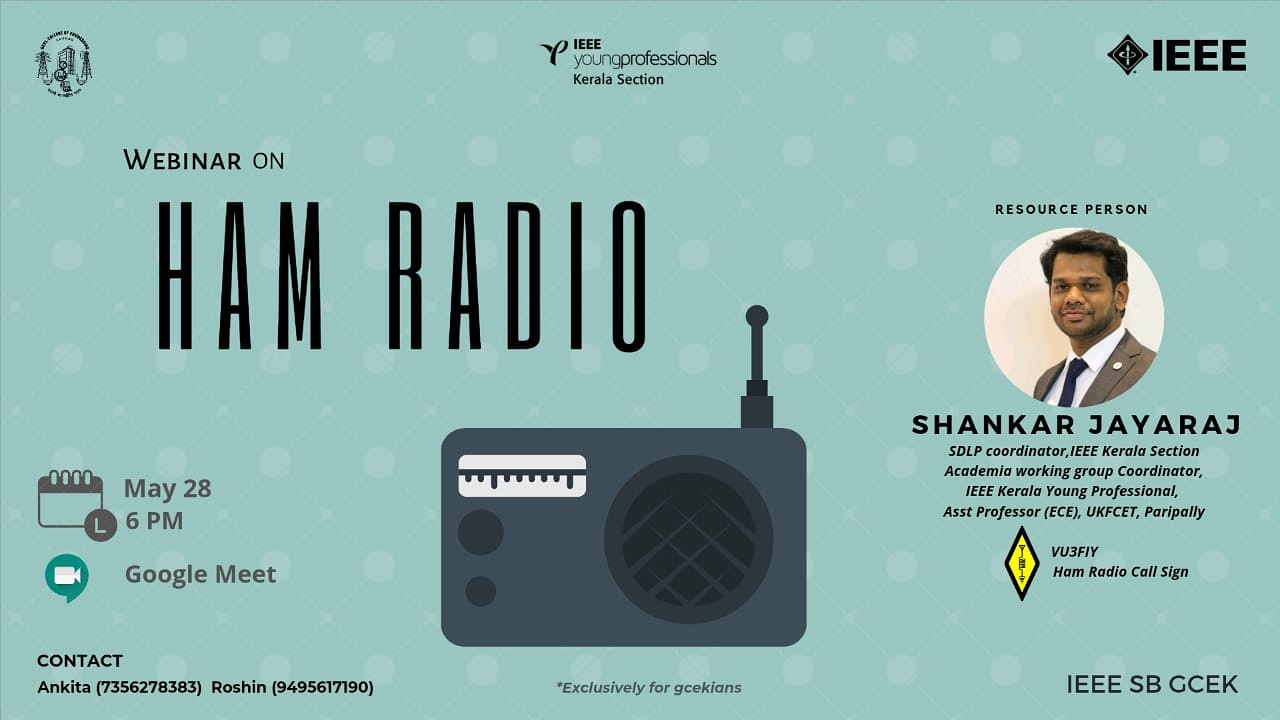 IEEE
youngprofessionals
Kerala Section
IEEE
WEBINAR ON
HAM RADIO
RESOURCE PERSON
SHANKAR JAYARAJ
SDLP coordinator,IEEE Kerala Section
Academia working group Coordinator,
IEEE Kerala Young Professional,
Asst Professor (ECE), UKFCET, Paripally
VU3FIY
Ham Radio Call Sign
May 28
6 PM
Google Meet
CONTACT
Ankita (7356278383) Roshin (9495617190)
*Exclusively for gcekians
IEEE SB GCEK